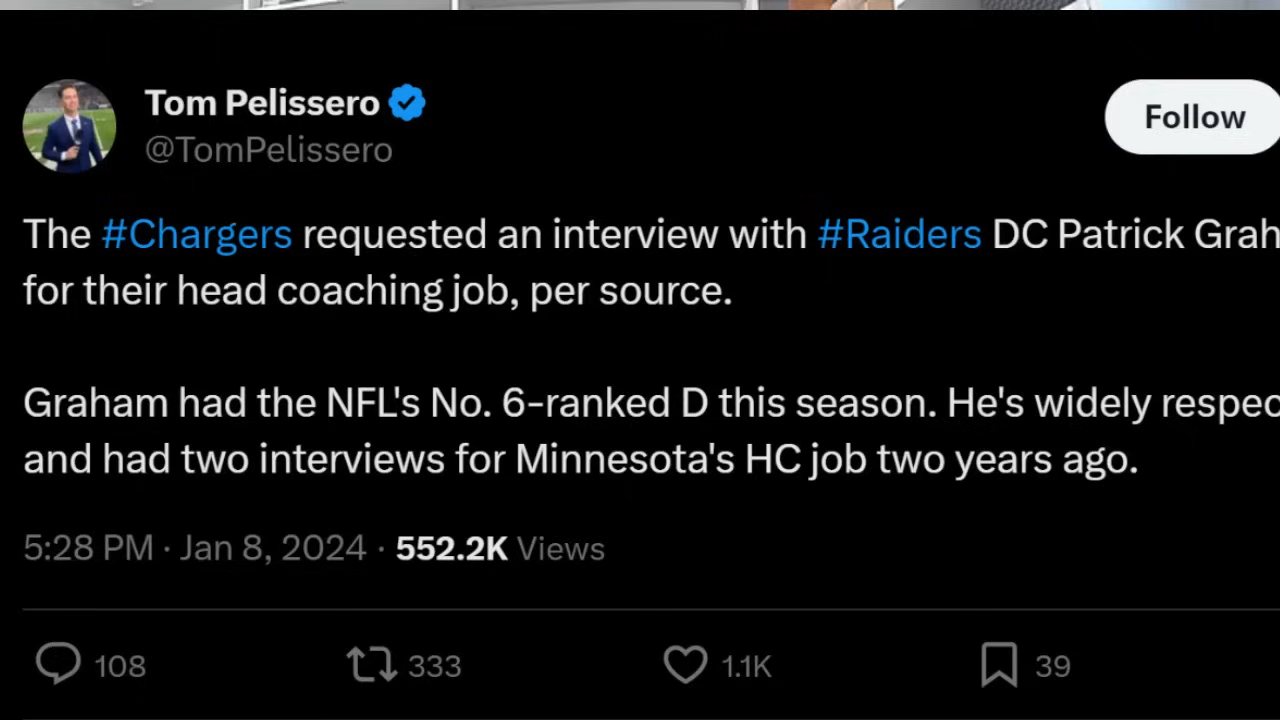 Tom Pelissero
@TomPelissero
Follow
The #Chargers requested an interview with #Raiders DC Patrick Grah
for their head coaching job, per source.
Graham had the NFL's No. 6-ranked D this season. He's widely respec
and had two interviews for Minnesota's HC job two years ago.
5:28 PM · Jan 8, 2024 · 552.2K Views
108 333 1.1K 39